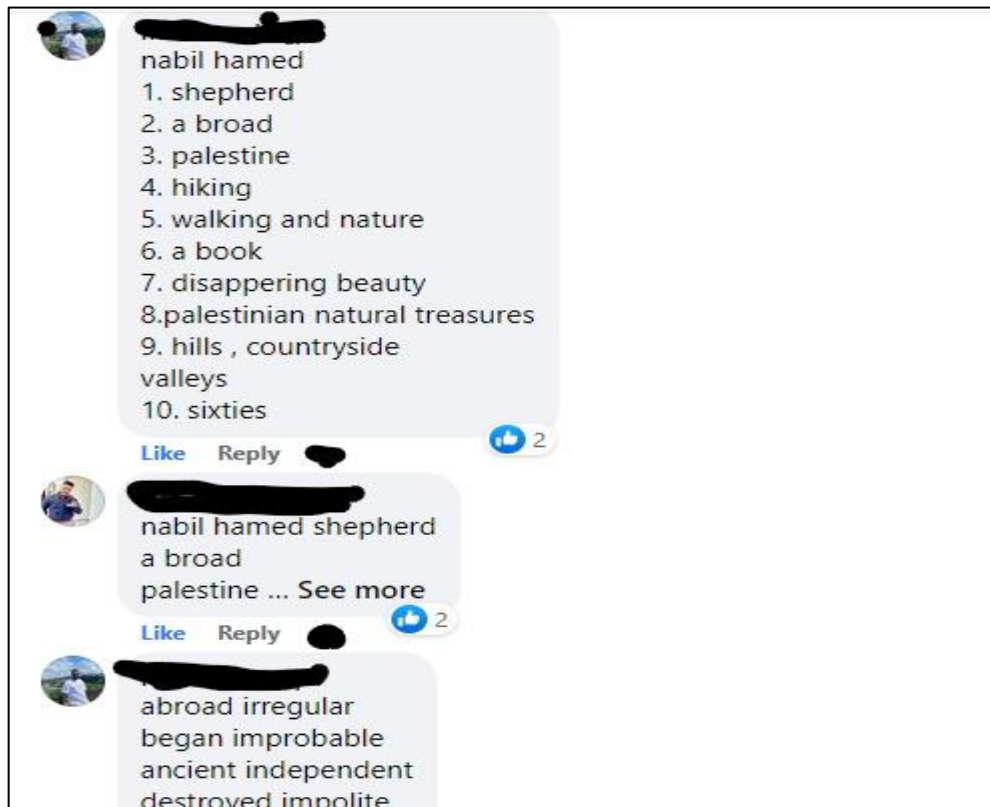 nabil hamed
1. shepherd
2. a broad
3. palestine
4. hiking
5. walking and nature
6. a book
7. disappering beauty
8.palestinian natural treasures
9. hills , countryside
valleys
10. sixties
Like Reply 2
nabil hamed shepherd
a broad
palestine ... See more
Like Reply 2
abroad irregular
began improbable
ancient independent
destroyed impolite